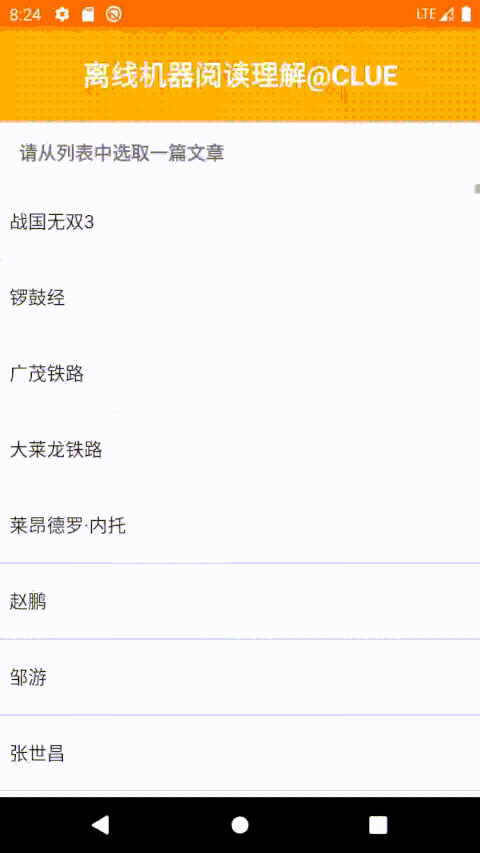 8:24 LTE
离线机器阅读理解@CLUE
请从列表中选取一篇文章
战国无双3
锣鼓经
广茂铁路
大莱龙铁路
莱昂德罗·内托
赵鹏
邹游
张世昌